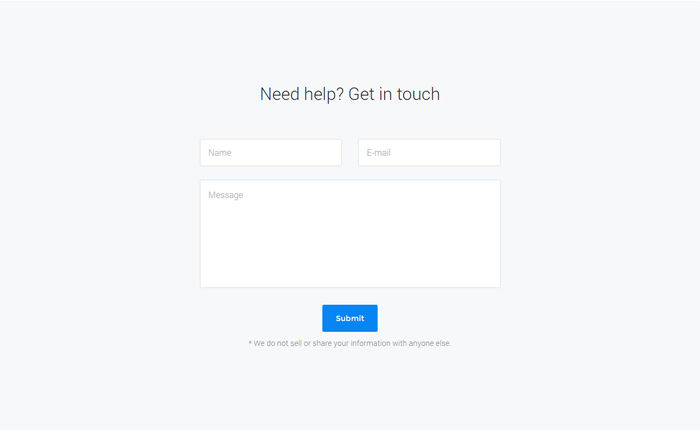 Need help? Get in touch
Name
E-mail
Message
Submit
* We do not sell or share your information with anyone else.